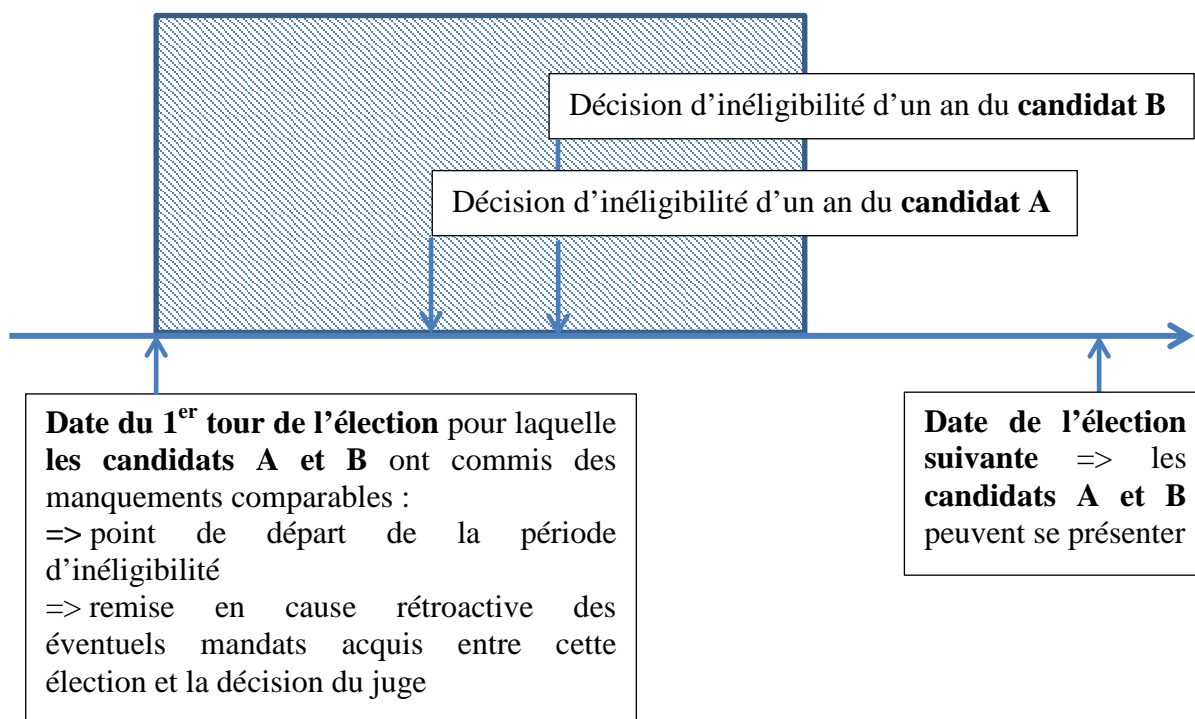 Décision d’inéligibilité d’un an du candidat B
Décision d’inéligibilité d’un an du candidat A
Date du 1er tour de l’élection pour laquelle
les candidats A et B ont commis des
manquements comparables :
=> point de départ de la période
d’inéligibilité
=> remise en cause rétroactive des
éventuels mandats acquis entre cette
élection et la décision du juge
Date de l’élection
suivante => les
candidats A et B
peuvent se présenter